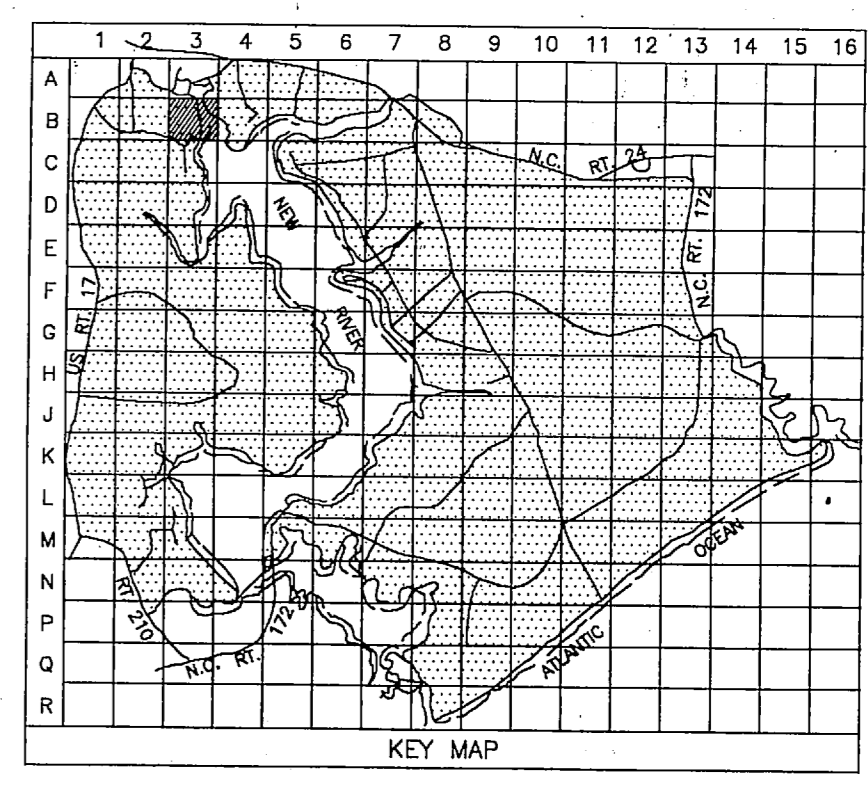 1 2 3 4 5 6 7 8 9 10 11 12 13 14 15 16
A
B
C
D
E
F
G
H
J
K
L
M
N
P
Q
R
N.C. RT. 24
N.C. RT. 172
NEW
RIVER
US RT. 17
OCEAN
ATLANTIC
RT 210
N.C. RT. 172
KEY MAP